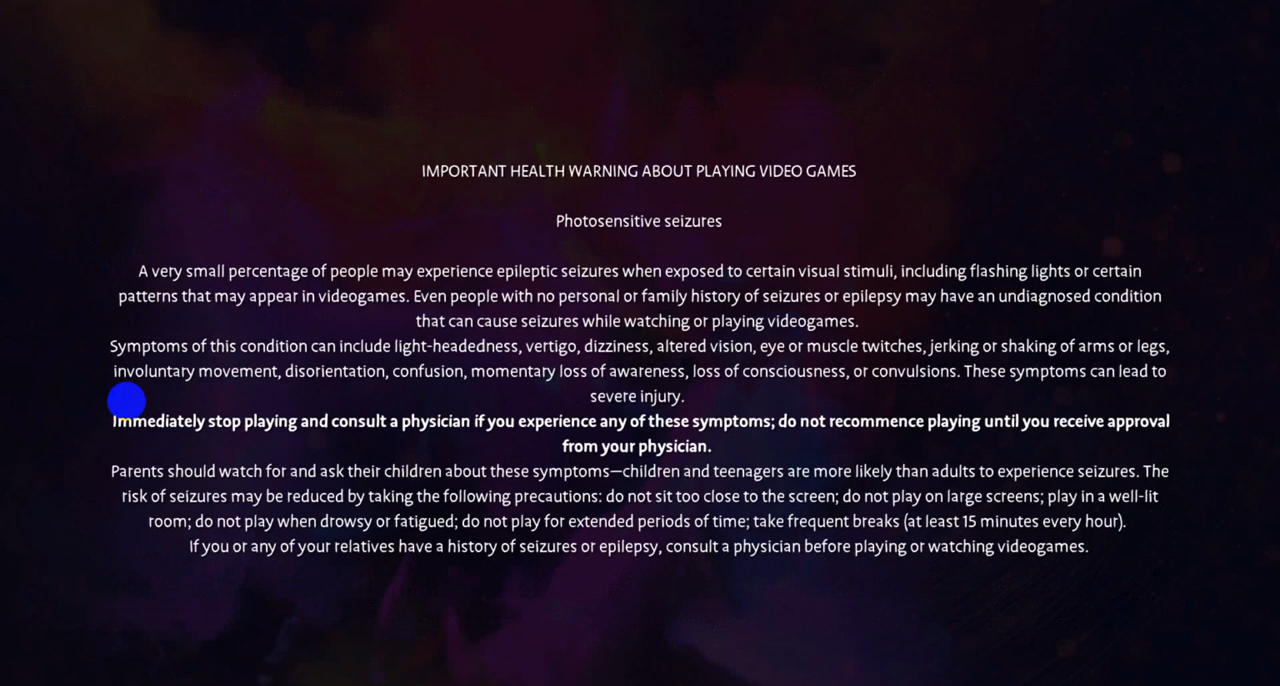 IMPORTANT HEALTH WARNING ABOUT PLAYING VIDEO GAMES
Photosensitive seizures
A very small percentage of people may experience epileptic seizures when exposed to certain visual stimuli, including flashing lights or certain
patterns that may appear in videogames. Even people with no personal or family history of seizures or epilepsy may have an undiagnosed condition
that can cause seizures while watching or playing videogames.
Symptoms of this condition can include light-headedness, vertigo, dizziness, altered vision, eye or muscle twitches, jerking or shaking of arms or legs,
involuntary movement, disorientation, confusion, momentary loss of awareness, loss of consciousness, or convulsions. These symptoms can lead to
severe injury.
Immediately stop playing and consult a physician if you experience any of these symptoms; do not recommence playing until you receive approval
from your physician.
Parents should watch for and ask their children about these symptoms—children and teenagers are more likely than adults to experience seizures. The
risk of seizures may be reduced by taking the following precautions: do not sit too close to the screen; do not play on large screens; play in a well-lit
room; do not play when drowsy or fatigued; do not play for extended periods of time; take frequent breaks (at least 15 minutes every hour).
If you or any of your relatives have a history of seizures or epilepsy, consult a physician before playing or watching videogames.